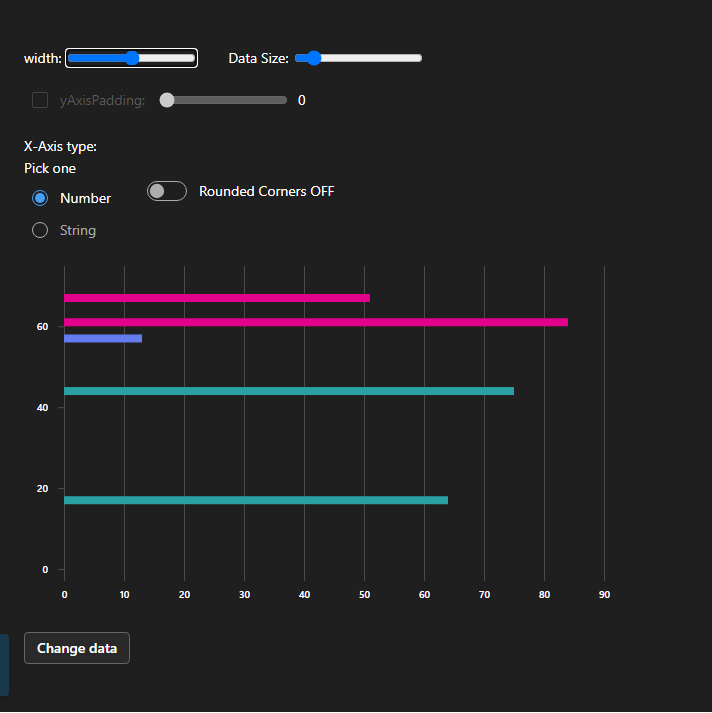 width: Data Size:
yAxisPadding: 0
X-Axis type:
Pick one
Number Rounded Corners OFF
String
60
40
20
0
0 10 20 30 40 50 60 70 80 90
Change data